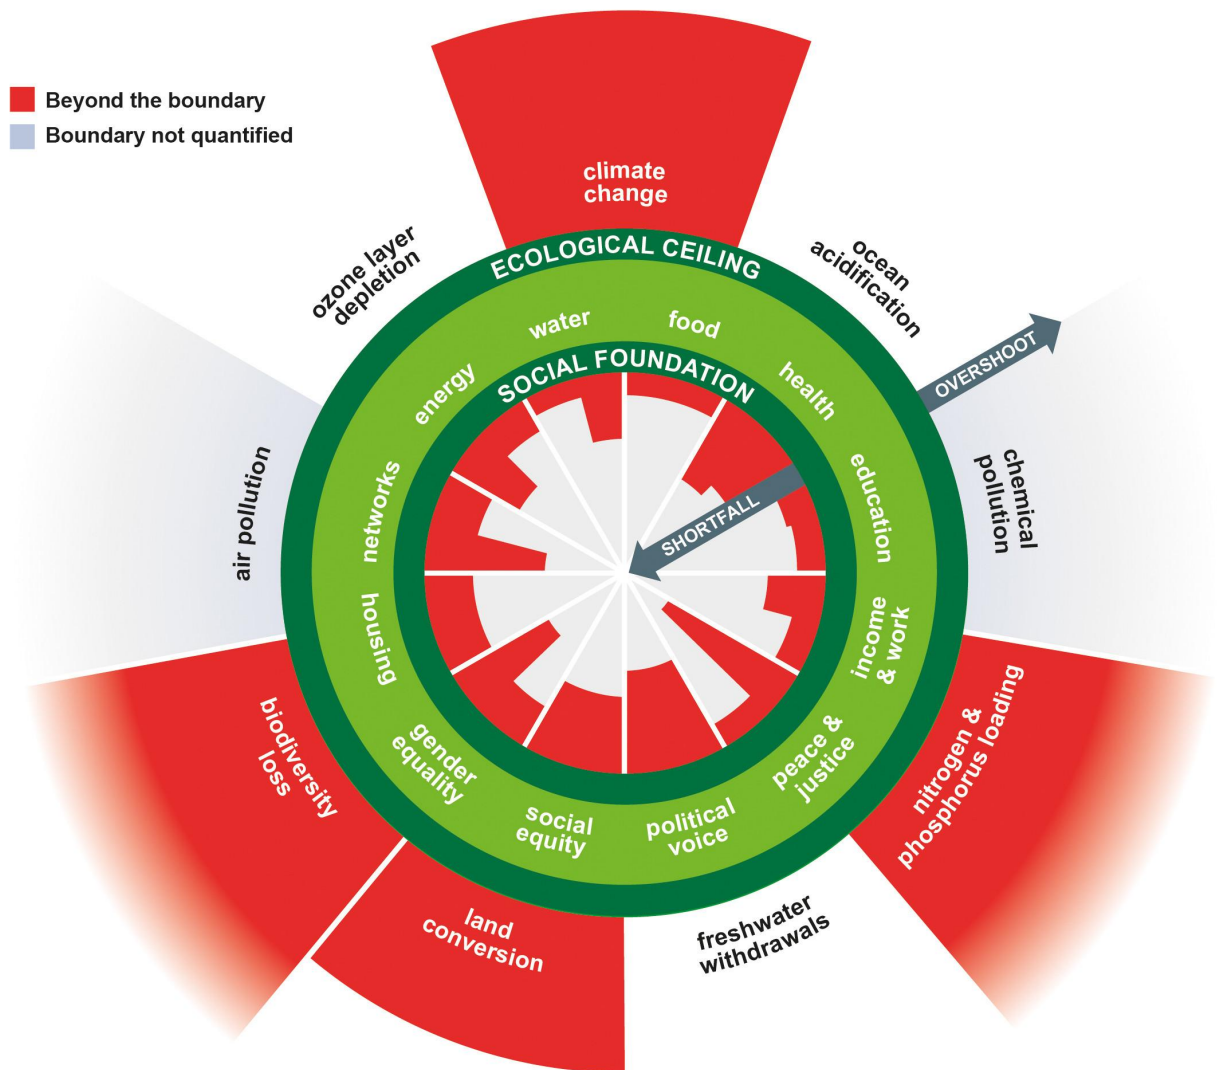 Beyond the boundary
Boundary not quantified
climate
change
ozone layer
depletion
ocean
acidification
ECOLOGICAL CEILING
OVERSHOOT
water
food
energy
health
SOCIAL FOUNDATION
SHORTFALL
networks
education
air pollution
chemical
pollution
housing
income
& work
biodiversity
loss
gender
equality
peace &
justice
nitrogen &
phosphorus loading
social
equity
political
voice
land
conversion
freshwater
withdrawals